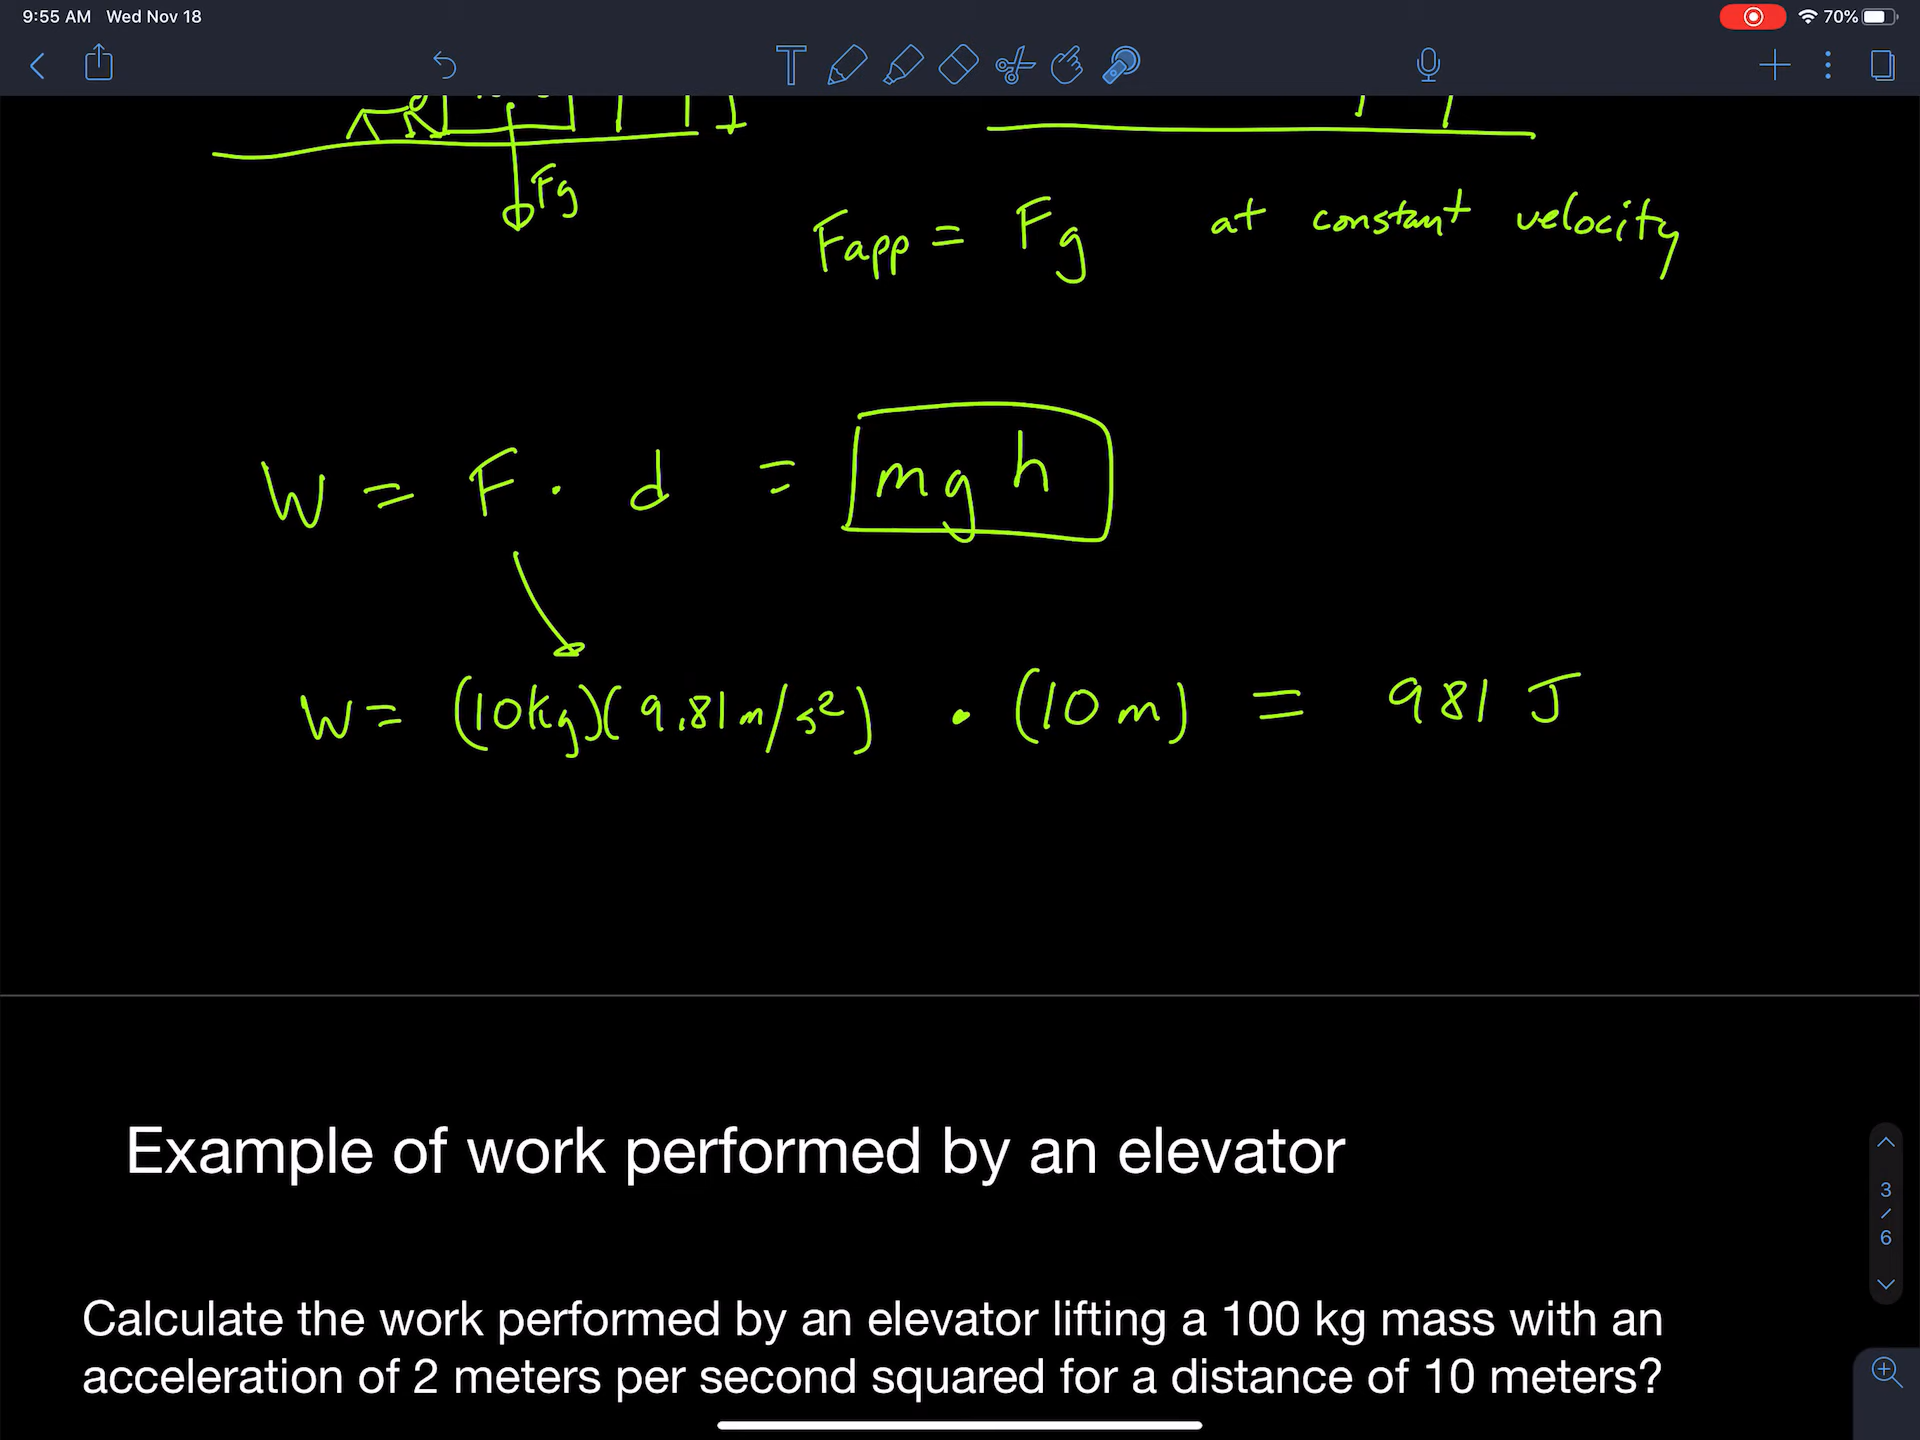 9:55 AM Wed Nov 18
70%
T
Fg
Fapp = Fg at constant velocity
W = F · d = mgh
W = (10kg)(9.81m/s²) · (10m) = 981 J
Example of work performed by an elevator
3
/
6
Calculate the work performed by an elevator lifting a 100 kg mass with an
acceleration of 2 meters per second squared for a distance of 10 meters?